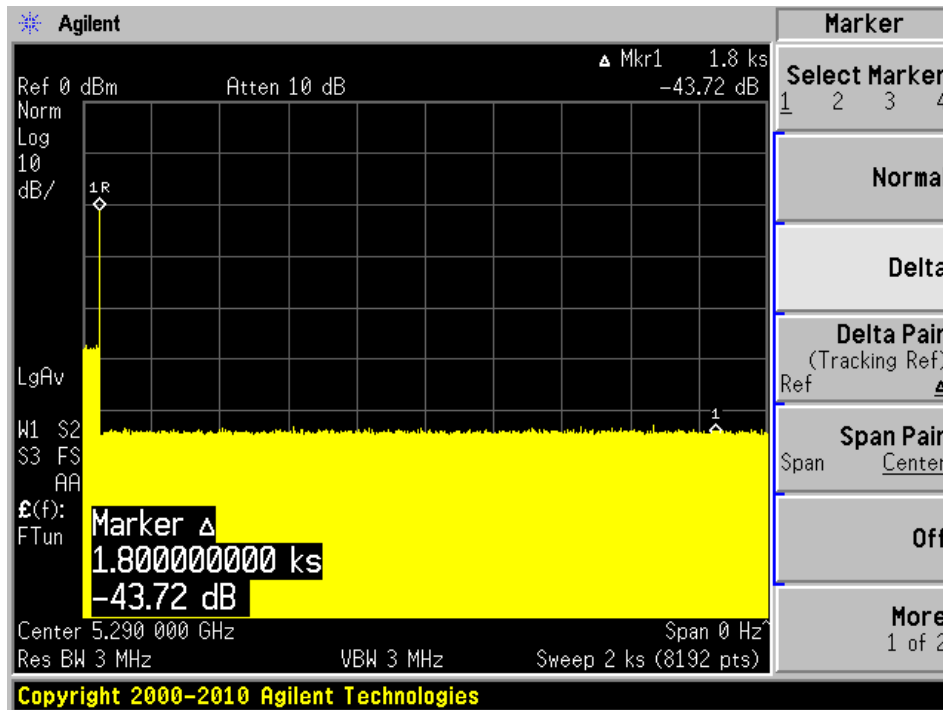 Agilent
Marker
Δ Mkr1 1.8 ks
Ref 0 dBm Atten 10 dB -43.72 dB
Norm
Log
10
dB/
1R
LgAv
1
W1 S2
S3 FS
AA
£(f):
FTun
Marker Δ
1.800000000 ks
-43.72 dB
Center 5.290 000 GHz Span 0 Hz^
Res BW 3 MHz VBW 3 MHz Sweep 2 ks (8192 pts)
Copyright 2000-2010 Agilent Technologies
Select Marker
1 2 3 4
Norma
Delta
Delta Pair
(Tracking Ref)
Ref Δ
Span Pair
Span Center
Off
More
1 of 2